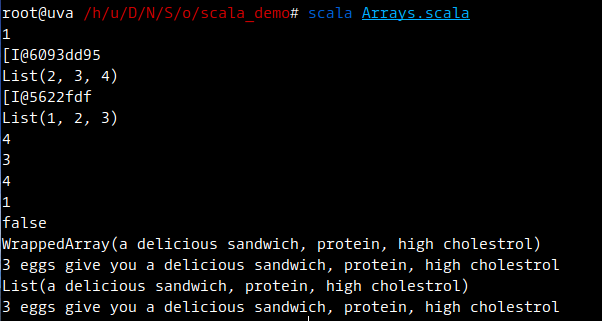 root@uva /h/u/D/N/S/o/scala_demo# scala Arrays.scala
1
[I@6093dd95
List(2, 3, 4)
[I@5622fdf
List(1, 2, 3)
4
3
4
1
false
WrappedArray(a delicious sandwich, protein, high cholestrol)
3 eggs give you a delicious sandwich, protein, high cholestrol
List(a delicious sandwich, protein, high cholestrol)
3 eggs give you a delicious sandwich, protein, high cholestrol